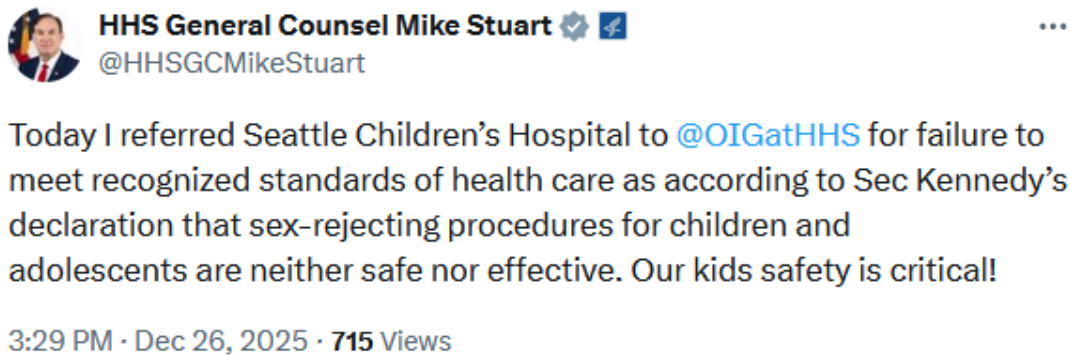 HHS General Counsel Mike Stuart
@HHSGCMikeStuart
Today I referred Seattle Children’s Hospital to @OIGatHHS for failure to
meet recognized standards of health care as according to Sec Kennedy’s
declaration that sex-rejecting procedures for children and
adolescents are neither safe nor effective. Our kids safety is critical!
3:29 PM · Dec 26, 2025 · 715 Views